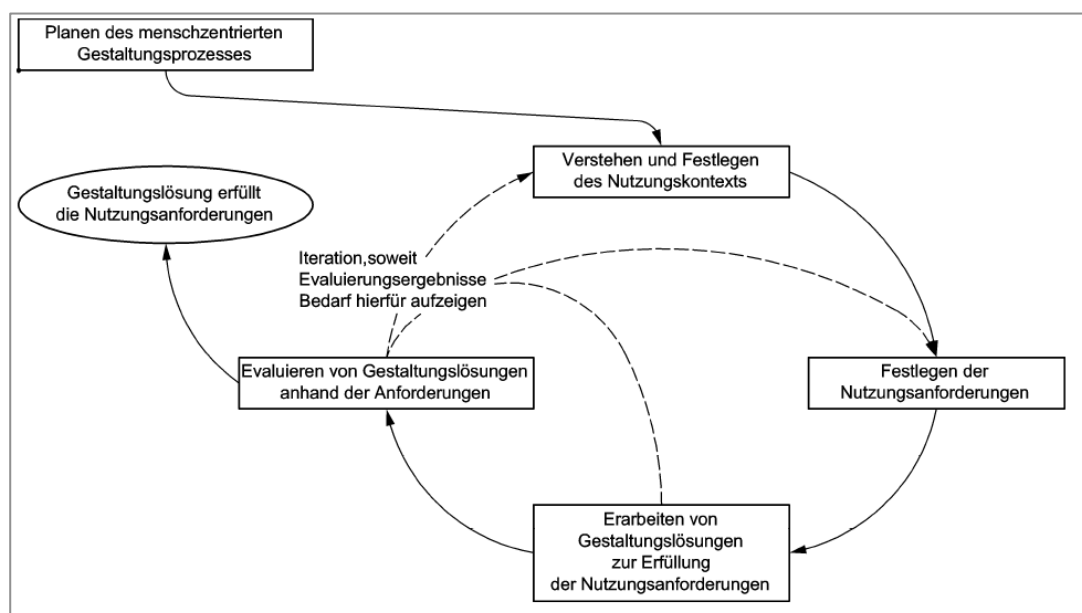 Planen des menschzentrierten
Gestaltungsprozesses
Verstehen und Festlegen
des Nutzungskontexts
Gestaltungslösung erfüllt
die Nutzungsanforderungen
Iteration,soweit
Evaluierungsergebnisse
Bedarf hierfür aufzeigen
Evaluieren von Gestaltungslösungen
anhand der Anforderungen
Festlegen der
Nutzungsanforderungen
Erarbeiten von
Gestaltungslösungen
zur Erfüllung
der Nutzungsanforderungen